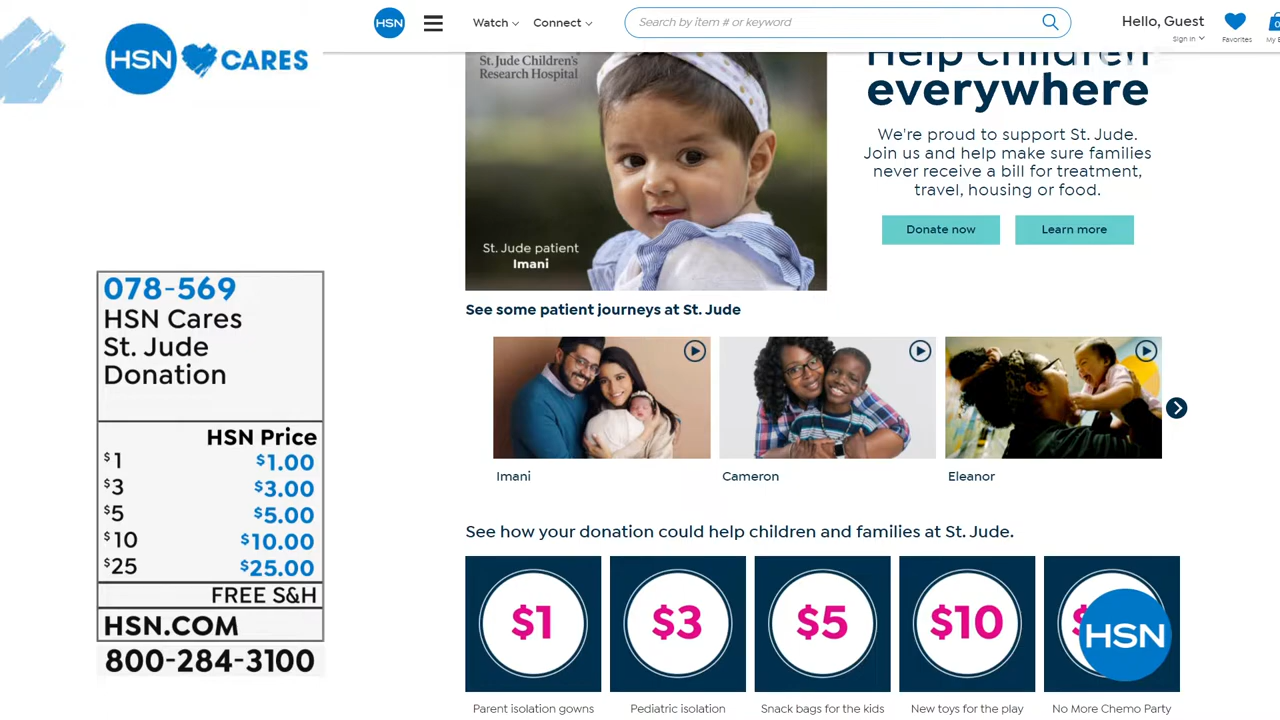 HSN CARES
078-569
HSN Cares
St. Jude
Donation
HSN Price
$1 $1.00
$3 $3.00
$5 $5.00
$10 $10.00
$25 $25.00
FREE S&H
HSN.COM
800-284-3100
HSN
Watch
Connect
Search by item # or keyword
Hello, Guest
Sign In
Favorites
St. Jude Children's
Research Hospital
St. Jude patient
Imani
Help children
everywhere
We're proud to support St. Jude.
Join us and help make sure families
never receive a bill for treatment,
travel, housing or food.
Donate now
Learn more
See some patient journeys at St. Jude
Imani
Cameron
Eleanor
See how your donation could help children and families at St. Jude.
$1
$3
$5
$10
HSN
Parent isolation gowns
Pediatric isolation
Snack bags for the kids
New toys for the play
No More Chemo Party